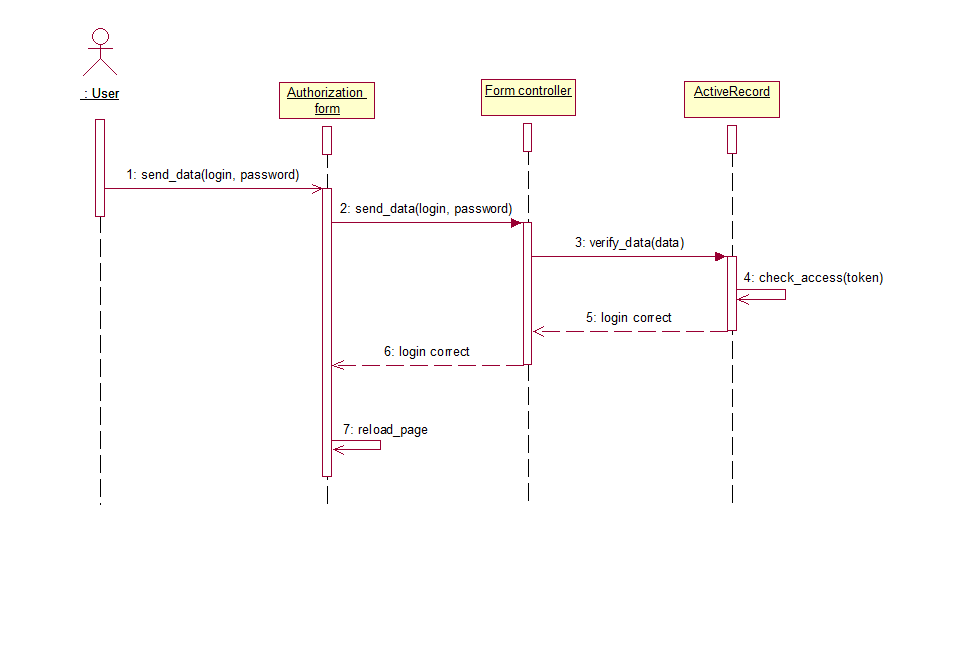 : User
Authorization
form
Form controller
ActiveRecord
1: send_data(login, password)
2: send_data(login, password)
3: verify_data(data)
4: check_access(token)
5: login correct
6: login correct
7: reload_page